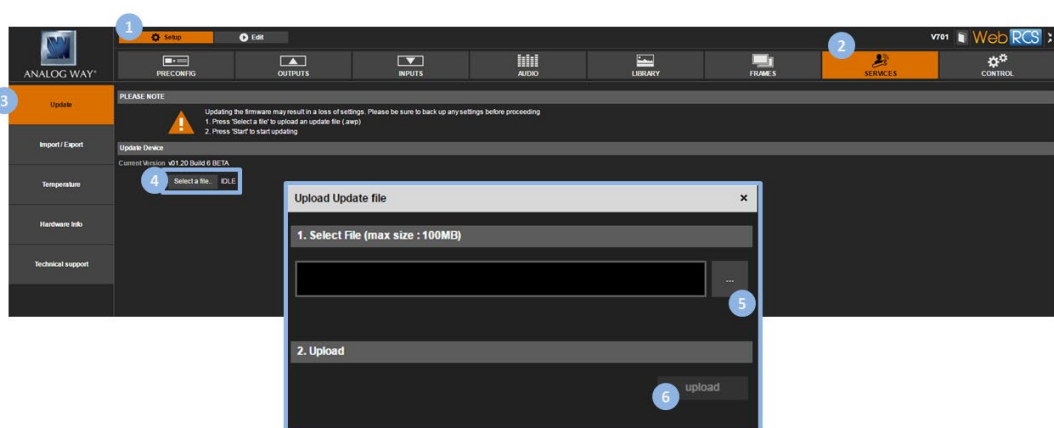 1
Setup
Edit
2
V701
Web RCS
ANALOG WAY®
PRECONFIG
OUTPUTS
INPUTS
AUDIO
LIBRARY
FRAMES
SERVICES
CONTROL
3
Update
Import / Export
Temperature
Hardware Info
Technical support
PLEASE NOTE
Updating the firmware may result in a loss of settings. Please be sure to back up any settings before proceeding
1. Press 'Select a file' to upload an update file (.awp)
2. Press 'Start' to start updating
Update Device
Current Version v01.20 Build 6 BETA
4
Select a file.. IDLE
Upload Update file
×
1. Select File (max size : 100MB)
...
5
2. Upload
upload
6